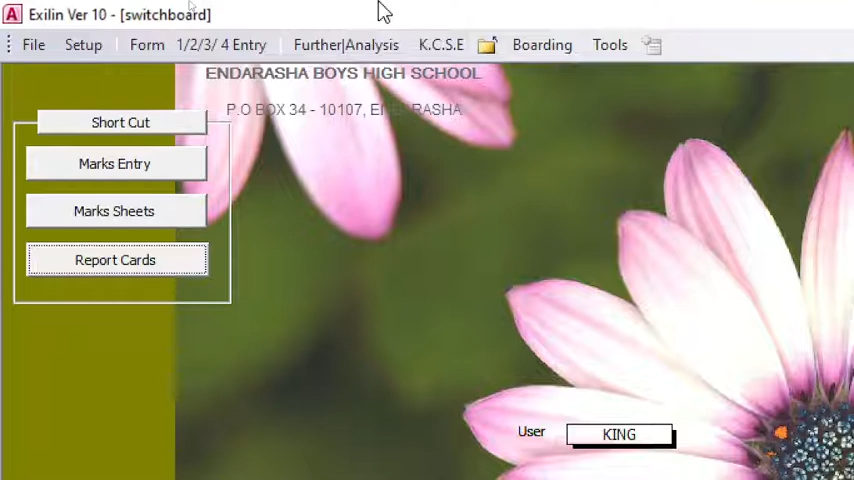 Exilin Ver 10 - [switchboard]
File Setup Form 1/2/3/ 4 Entry Further|Analysis K.C.S.E Boarding Tools
ENDARASHA BOYS HIGH SCHOOL
P.O BOX 34 - 10107, ENDARASHA
Short Cut
Marks Entry
Marks Sheets
Report Cards
User KING